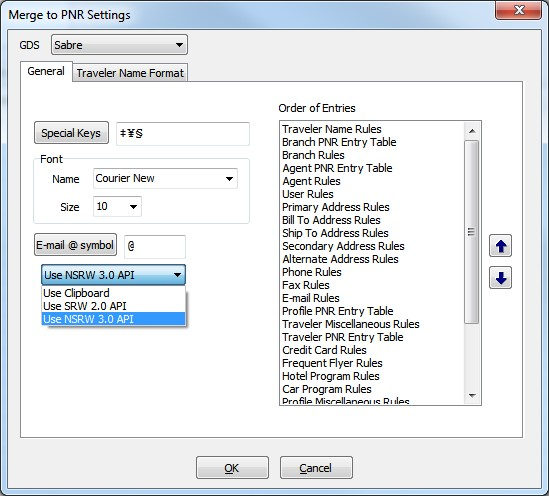 Merge to PNR Settings
GDS
Sabre
General
Traveler Name Format
Special Keys
‡¥§
Font
Name
Courier New
Size
10
E-mail @ symbol
@
Use NSRW 3.0 API
Use Clipboard
Use SRW 2.0 API
Use NSRW 3.0 API
Order of Entries
Traveler Name Rules
Branch PNR Entry Table
Branch Rules
Agent PNR Entry Table
Agent Rules
User Rules
Primary Address Rules
Bill To Address Rules
Ship To Address Rules
Secondary Address Rules
Alternate Address Rules
Phone Rules
Fax Rules
E-mail Rules
Profile PNR Entry Table
Traveler Miscellaneous Rules
Traveler PNR Entry Table
Credit Card Rules
Frequent Flyer Rules
Hotel Program Rules
Car Program Rules
Profile Miscellaneous Rules
OK
Cancel